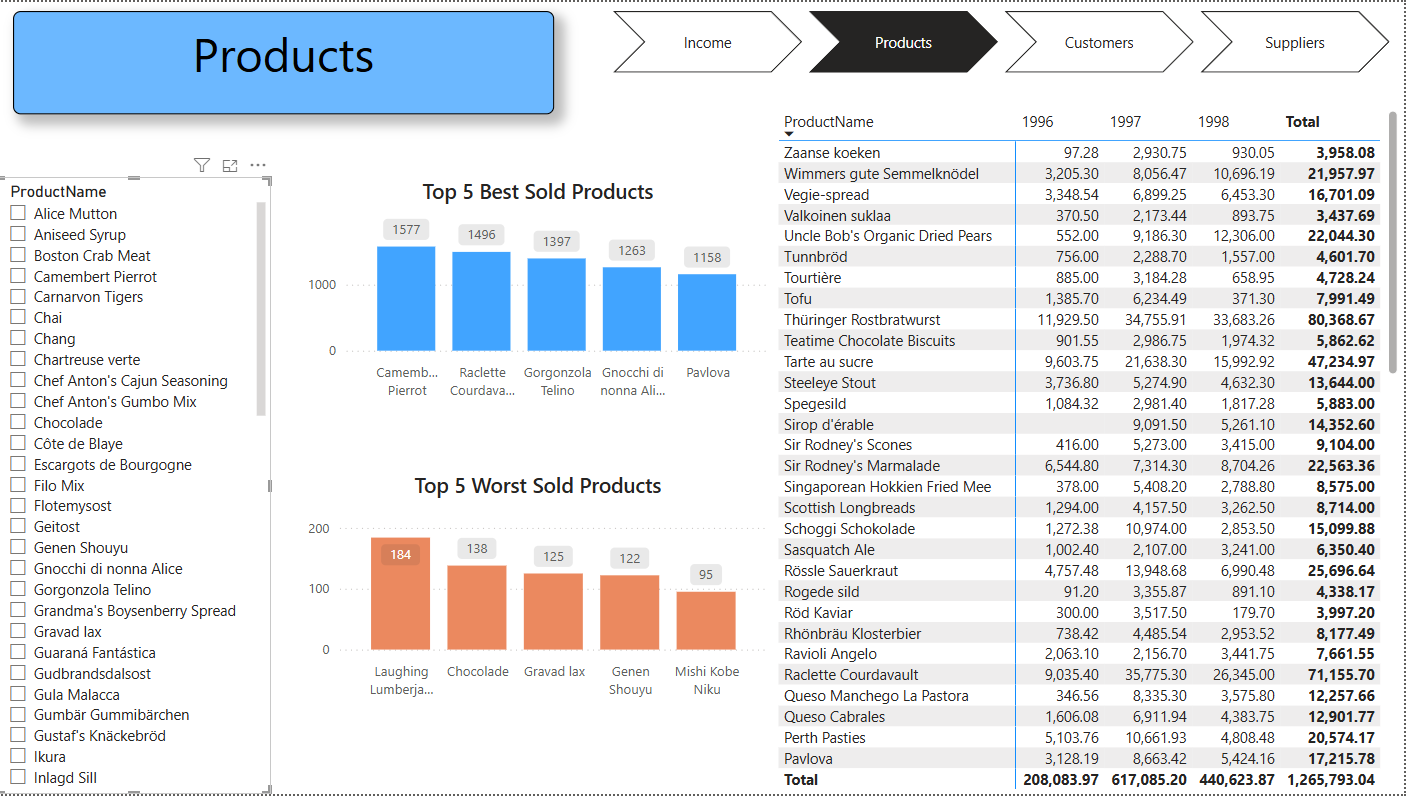 Products
Income
Products
Customers
Suppliers
ProductName
Alice Mutton
Aniseed Syrup
Boston Crab Meat
Camembert Pierrot
Carnarvon Tigers
Chai
Chang
Chartreuse verte
Chef Anton's Cajun Seasoning
Chef Anton's Gumbo Mix
Chocolade
Côte de Blaye
Escargots de Bourgogne
Filo Mix
Flotemysost
Geitost
Genen Shouyu
Gnocchi di nonna Alice
Gorgonzola Telino
Grandma's Boysenberry Spread
Gravad lax
Guaraná Fantástica
Gudbrandsdalsost
Gula Malacca
Gumbär Gummibärchen
Gustaf's Knäckebröd
Ikura
Inlagd Sill
Top 5 Best Sold Products
1577 1496 1397 1263 1158
1000
0
Camemb... Raclette Gorgonzola Gnocchi di Pavlova
Pierrot Courdava... Telino nonna Ali...
Top 5 Worst Sold Products
200
184 138 125 122 95
100
0
Laughing Chocolade Gravad lax Genen Mishi Kobe
Lumberja... Shouyu Niku
ProductName 1996 1997 1998 Total
Zaanse koeken 97.28 2,930.75 930.05 3,958.08
Wimmers gute Semmelknödel 3,205.30 8,056.47 10,696.19 21,957.97
Vegie-spread 3,348.54 6,899.25 6,453.30 16,701.09
Valkoinen suklaa 370.50 2,173.44 893.75 3,437.69
Uncle Bob's Organic Dried Pears 552.00 9,186.30 12,306.00 22,044.30
Tunnbröd 756.00 2,288.70 1,557.00 4,601.70
Tourtière 885.00 3,184.28 658.95 4,728.24
Tofu 1,385.70 6,234.49 371.30 7,991.49
Thüringer Rostbratwurst 11,929.50 34,755.91 33,683.26 80,368.67
Teatime Chocolate Biscuits 901.55 2,986.75 1,974.32 5,862.62
Tarte au sucre 9,603.75 21,638.30 15,992.92 47,234.97
Steeleye Stout 3,736.80 5,274.90 4,632.30 13,644.00
Spegesild 1,084.32 2,981.40 1,817.28 5,883.00
Sirop d'érable 9,091.50 5,261.10 14,352.60
Sir Rodney's Scones 416.00 5,273.00 3,415.00 9,104.00
Sir Rodney's Marmalade 6,544.80 7,314.30 8,704.26 22,563.36
Singaporean Hokkien Fried Mee 378.00 5,408.20 2,788.80 8,575.00
Scottish Longbreads 1,294.00 4,157.50 3,262.50 8,714.00
Schoggi Schokolade 1,272.38 10,974.00 2,853.50 15,099.88
Sasquatch Ale 1,002.40 2,107.00 3,241.00 6,350.40
Rössle Sauerkraut 4,757.48 13,948.68 6,990.48 25,696.64
Rogede sild 91.20 3,355.87 891.10 4,338.17
Röd Kaviar 300.00 3,517.50 179.70 3,997.20
Rhönbräu Klosterbier 738.42 4,485.54 2,953.52 8,177.49
Ravioli Angelo 2,063.10 2,156.70 3,441.75 7,661.55
Raclette Courdavault 9,035.40 35,775.30 26,345.00 71,155.70
Queso Manchego La Pastora 346.56 8,335.30 3,575.80 12,257.66
Queso Cabrales 1,606.08 6,911.94 4,383.75 12,901.77
Perth Pasties 5,103.76 10,661.93 4,808.48 20,574.17
Pavlova 3,128.19 8,663.42 5,424.16 17,215.78
Total 208,083.97 617,085.20 440,623.87 1,265,793.04